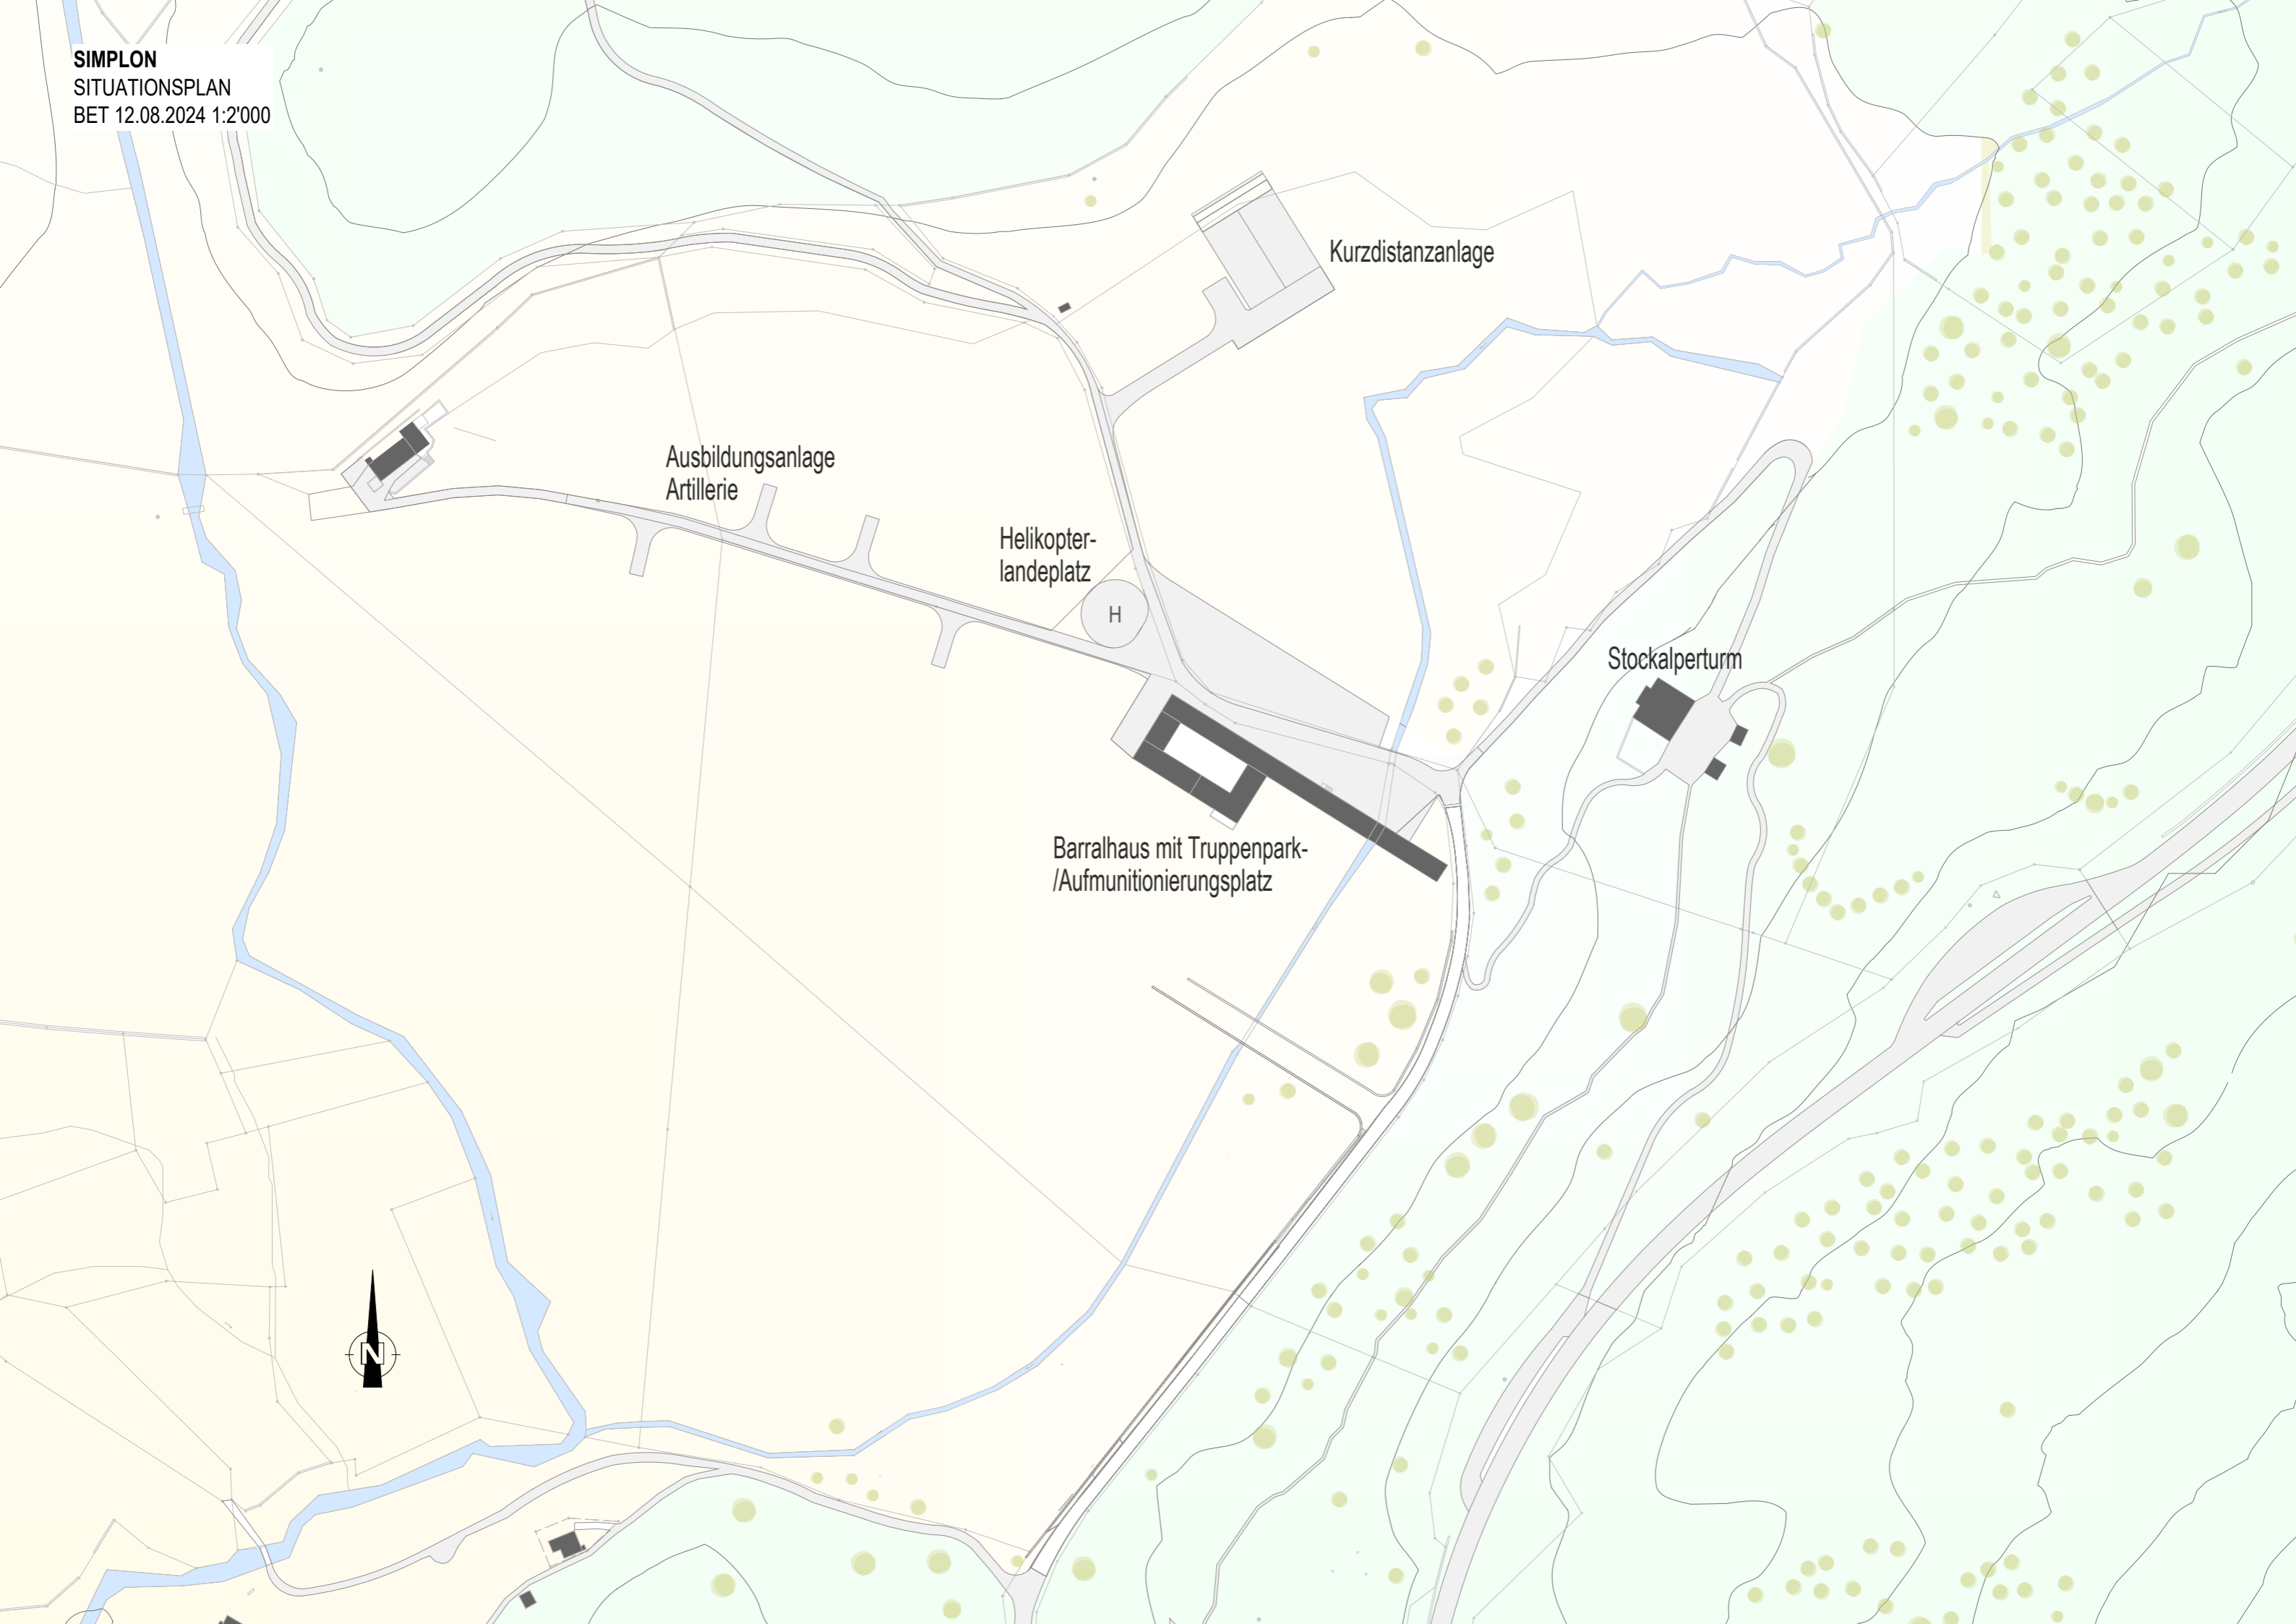 SIMPLON
SITUATIONSPLAN
BET 12.08.2024 1:2'000
Kurzdistanzanlage
Ausbildungsanlage
Artillerie
Helikopter-
landeplatz
H
Stockalperturm
Barralhaus mit Truppenpark-
/Aufmunitionierungsplatz
N